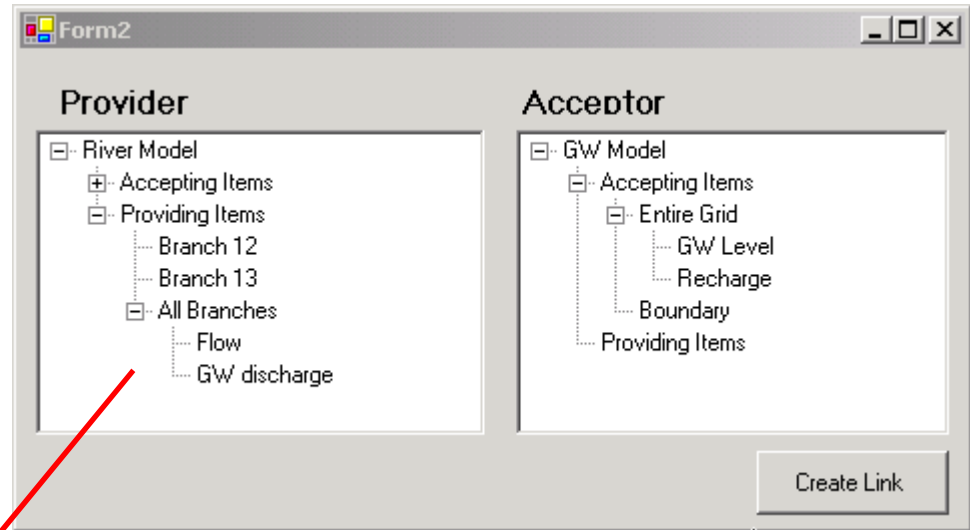 Form2
Provider
Acceptor
River Model
Accepting Items
Providing Items
Branch 12
Branch 13
All Branches
Flow
GW discharge
GW Model
Accepting Items
Entire Grid
GW Level
Recharge
Boundary
Providing Items
Create Link